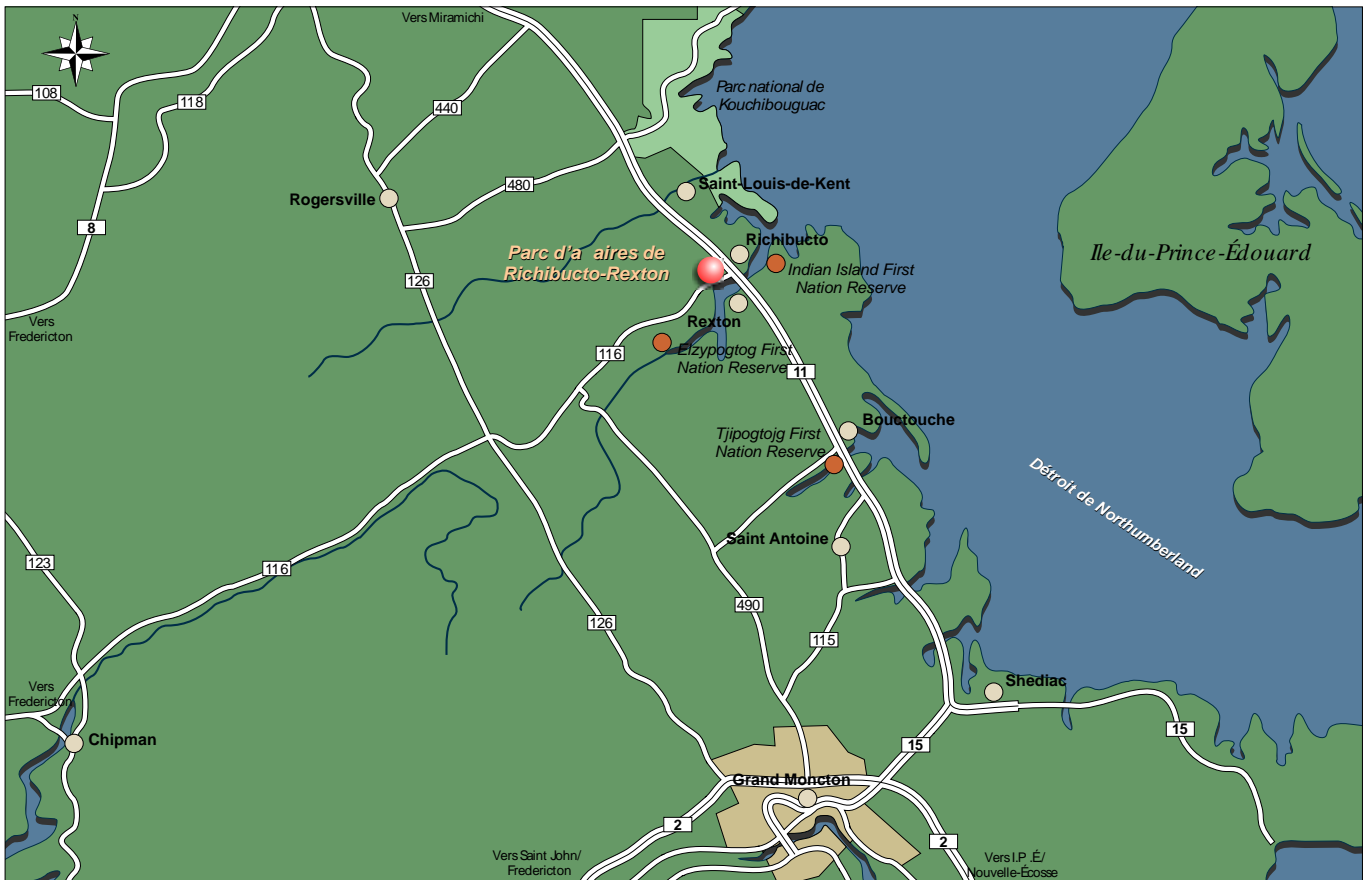 N
Vers Miramichi
108
118
440
Parc national de
Kouchibouguac
480
Saint-Louis-de-Kent
Rogersville
8
Richibucto
Parc d'a aires de
Richibucto-Rexton
Ile-du-Prince-Édouard
Indian Island First
Nation Reserve
126
Vers
Fredericton
Rexton
116
Elzypogtog First
Nation Reserve
11
Bouctouche
Tjipogtojg First
Nation Reserve
Détroit de Northumberland
Saint Antoine
123
116
490
126
115
Vers
Fredericton
Shediac
Chipman
15
15
Grand Moncton
2
2
Vers Saint John/
Fredericton
Vers I.P .É/
Nouvelle-Écosse